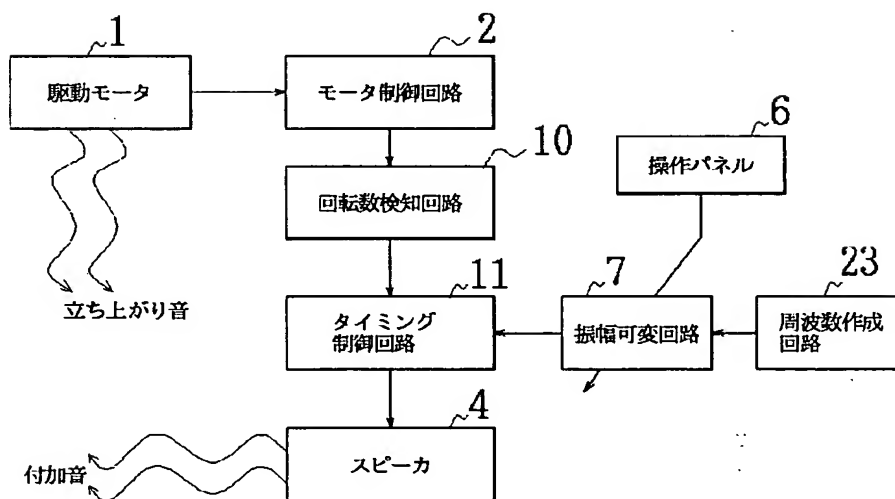 1
駆動モータ
2
モータ制御回路
10
回転数検知回路
6
操作パネル
立ち上がり音
11
タイミング
制御回路
7
振幅可変回路
23
周波数作成
回路
4
スピーカ
付加音